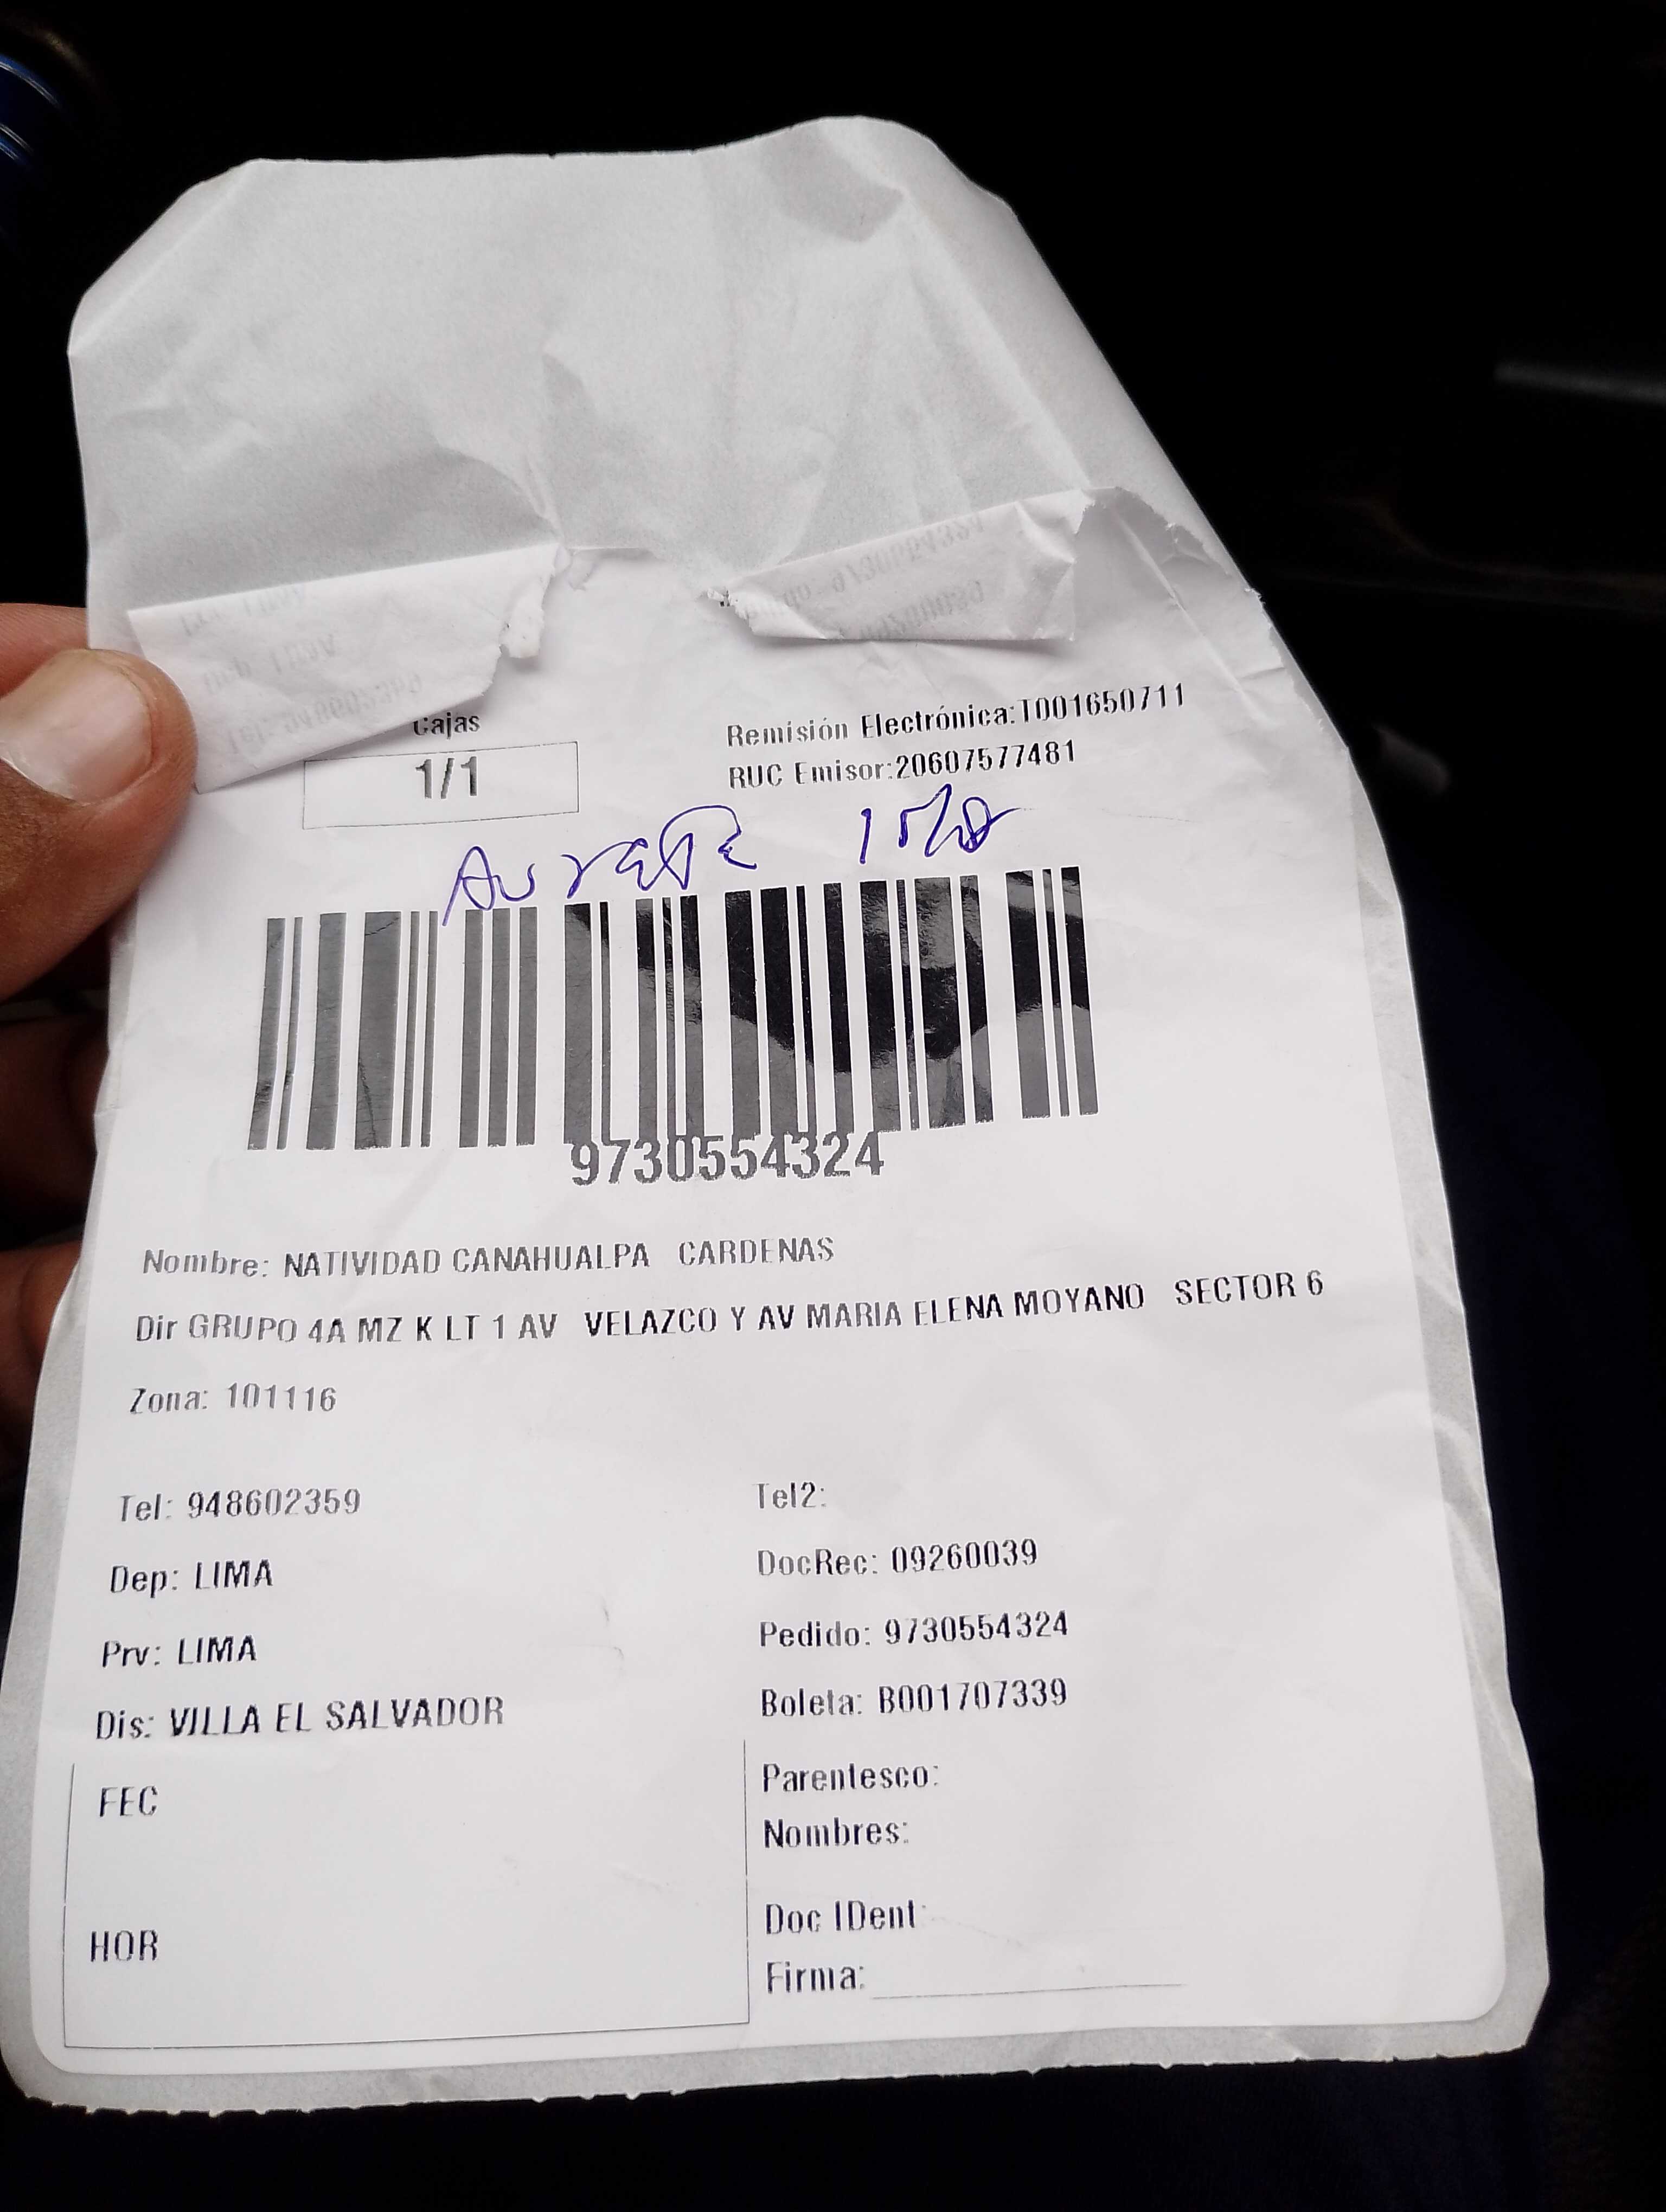 Cajas
1/1
Remisión Electrónica:T001650711
RUC Emisor:20607577481
9730554324
Nombre: NATIVIDAD CANAHUALPA CARDENAS
Dir GRUPO 4A MZ K LT 1 AV VELAZCO Y AV MARIA ELENA MOYANO SECTOR 6
Zona: 101116
Tel: 948602359
Tel2:
Dep: LIMA
DocRec: 09260039
Prv: LIMA
Pedido: 9730554324
Dis: VILLA EL SALVADOR
Boleta: B001707339
FEC
Parentesco:
Nombres:
HOR
Doc IDent:
Firma: